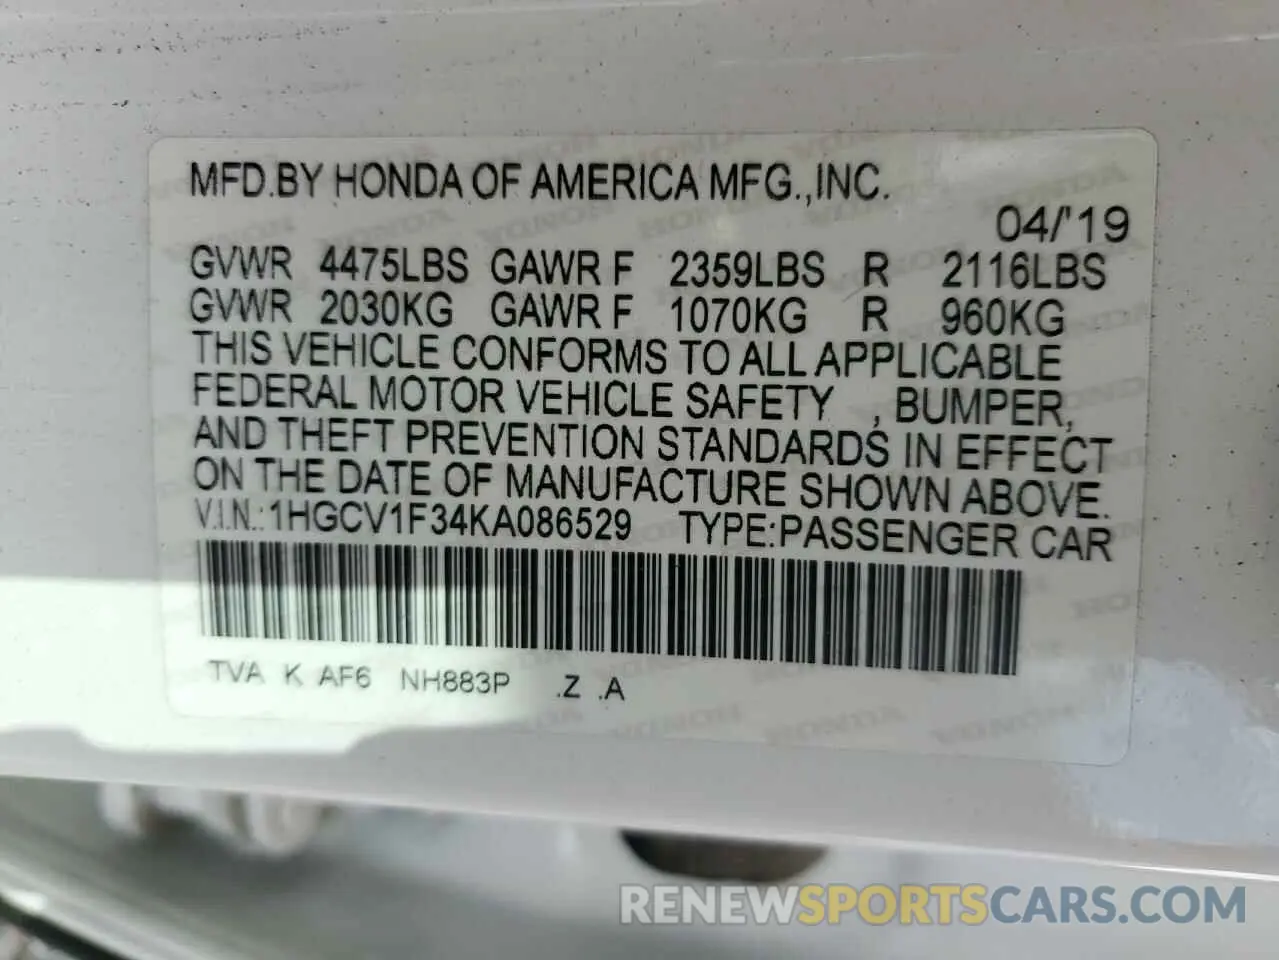 MFD.BY HONDA OF AMERICA MFG.,INC.
04/'19
GVWR 4475LBS GAWR F 2359LBS R 2116LBS
GVWR 2030KG GAWR F 1070KG R 960KG
THIS VEHICLE CONFORMS TO ALL APPLICABLE
FEDERAL MOTOR VEHICLE SAFETY , BUMPER,
AND THEFT PREVENTION STANDARDS IN EFFECT
ON THE DATE OF MANUFACTURE SHOWN ABOVE.
V.I.N.:1HGCV1F34KA086529 TYPE:PASSENGER CAR
TVA K AF6 NH883P .Z .A
RENEWSPORTSCARS.COM